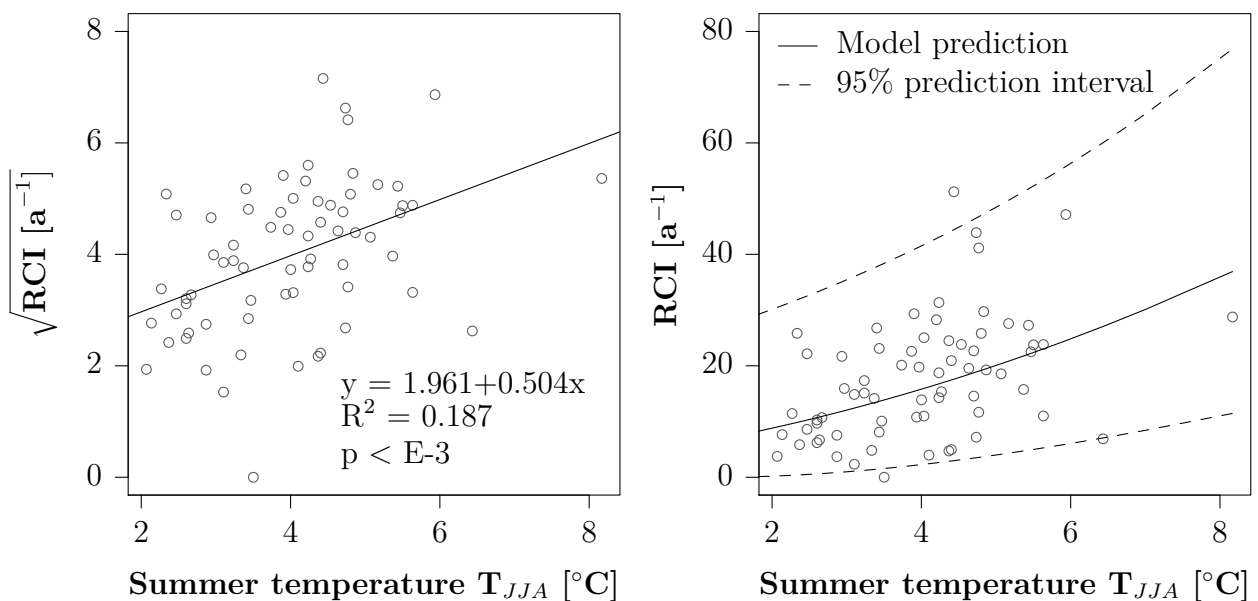 8
6
4
2
0
√RCI [a⁻¹]
y = 1.961+0.504x
R² = 0.187
p < E-3
2 4 6 8
Summer temperature T_JJA [°C]
80
60
40
20
0
RCI [a⁻¹]
Model prediction
95% prediction interval
2 4 6 8
Summer temperature T_JJA [°C]